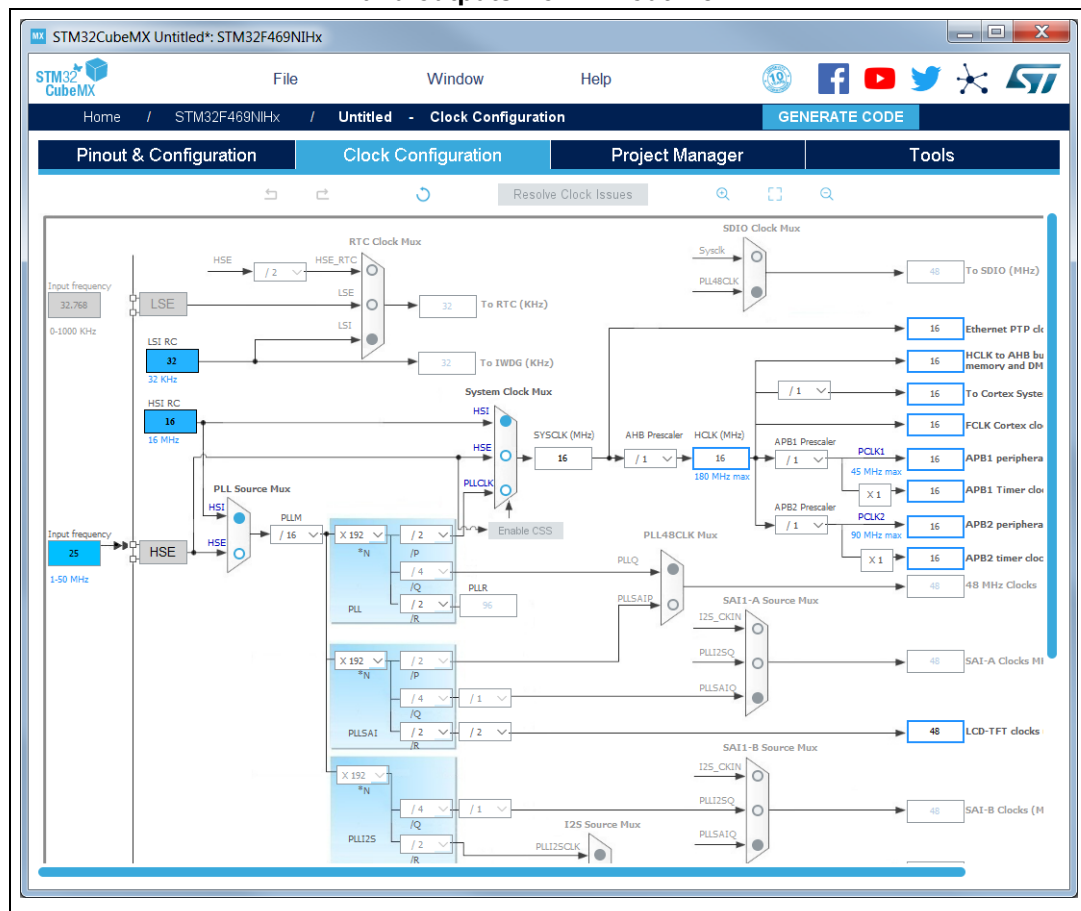 MX STM32CubeMX Untitled*: STM32F469NIHx
STM32 CubeMX File Window Help 10 ST
Home / STM32F469NIHx / Untitled - Clock Configuration GENERATE CODE
Pinout & Configuration Clock Configuration Project Manager Tools
Resolve Clock Issues
SDIO Clock Mux
RTC Clock Mux
Sysclk
HSE / 2 HSE_RTC
48 To SDIO (MHz)
PLL48CLK
Input frequency
32.768 LSE LSE 32 To RTC (KHz)
0-1000 KHz
LSI
16 Ethernet PTP clo
LSI RC
32
32 KHz
32 To IWDG (KHz)
16 HCLK to AHB bu
memory and DM
System Clock Mux
/ 1 16 To Cortex Syste
HSI RC
HSI
16
16 MHz
16 FCLK Cortex clo
SYSCLK (MHz) AHB Prescaler HCLK (MHz)
HSE 16 / 1 16
180 MHz max
APB1 Prescaler
/ 1 PCLK1 16 APB1 periphera
45 MHz max
PLLCLK
X 1 16 APB1 Timer clo
PLL Source Mux
HSI
PLLM
/ 16
APB2 Prescaler
/ 1 PCLK2 16 APB2 periphera
90 MHz max
Enable CSS
X 1 16 APB2 timer cloc
Input frequency
25 HSE HSE
1-50 MHz
X 192 / 2
*N /P
PLL48CLK Mux
/ 4 PLLQ
/Q PLLR
48 48 MHz Clocks
PLL / 2 96
/R
PLLSAIP
SAI1-A Source Mux
I2S_CKIN
X 192 / 2
*N /P
PLLI2SQ 48 SAI-A Clocks MH
/ 4 / 1 PLLSAIQ
/Q
PLLSAI / 2 / 2 48 LCD-TFT clocks
/R
SAI1-B Source Mux
I2S_CKIN
X 192
*N
/ 4 / 1 PLLI2SQ 48 SAI-B Clocks (M
/Q
I2S Source Mux
PLLI2S / 2 PLLI2SCLK PLLSAIQ
/R